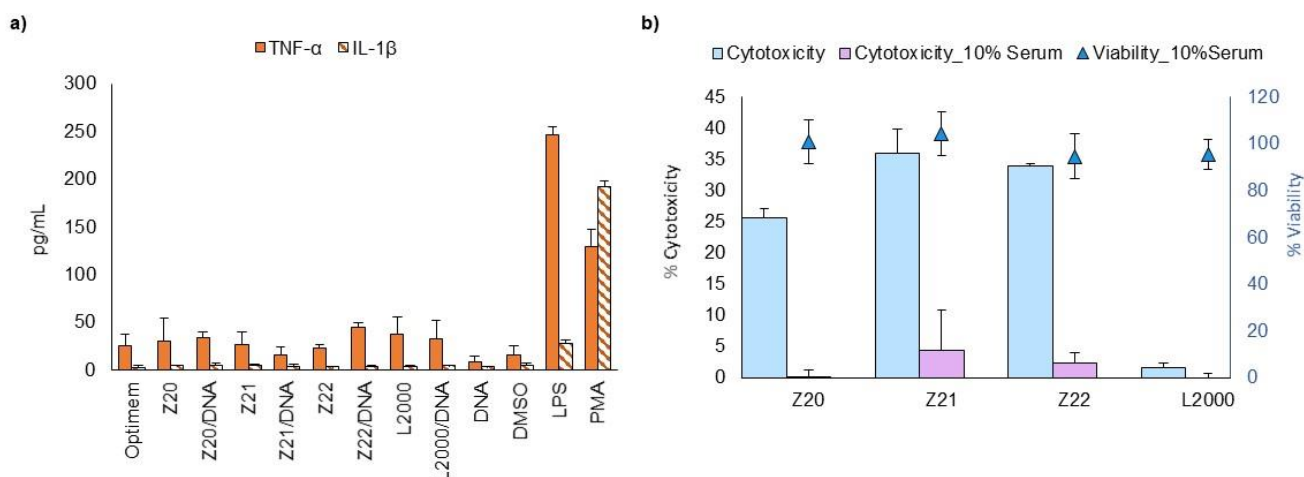 a)
TNF-α IL-1β
300
250
200
150
100
50
0
pg/mL
Optimem
Z20
Z20/DNA
Z21
Z21/DNA
Z22
Z22/DNA
L2000
L2000/DNA
DNA
DMSO
LPS
PMA
b)
Cytotoxicity Cytotoxicity_10% Serum Viability_10%Serum
45
40
35
30
25
20
15
10
5
0
% Cytotoxicity
120
100
80
60
40
20
0
% Viability
Z20 Z21 Z22 L2000